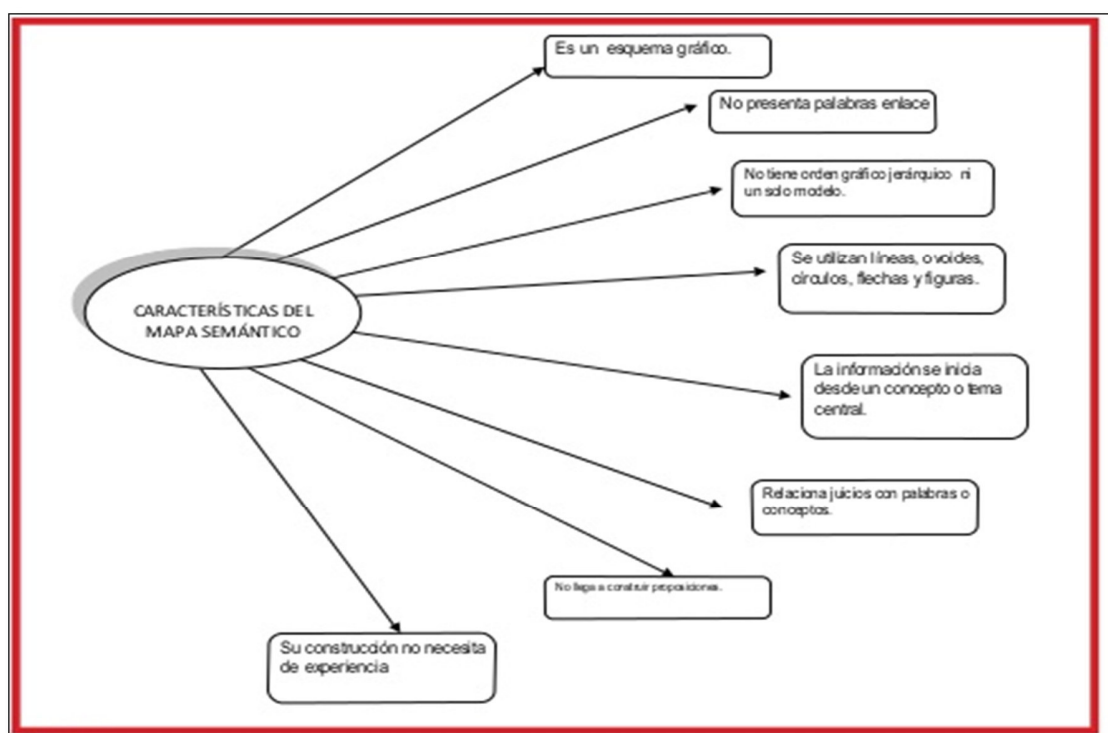 Es un esquema gráfico.
No presenta palabras enlace
No tiene orden gráfico jerárquico ni
un solo modelo.
Se utilizan líneas, ovoides,
círculos, flechas y figuras.
CARACTERÍSTICAS DEL
MAPA SEMÁNTICO
La información se inicia
desde un concepto o tema
central.
Relaciona juicios con palabras o
conceptos.
No llega a construir proposiciones.
Su construcción no necesita
de experiencia